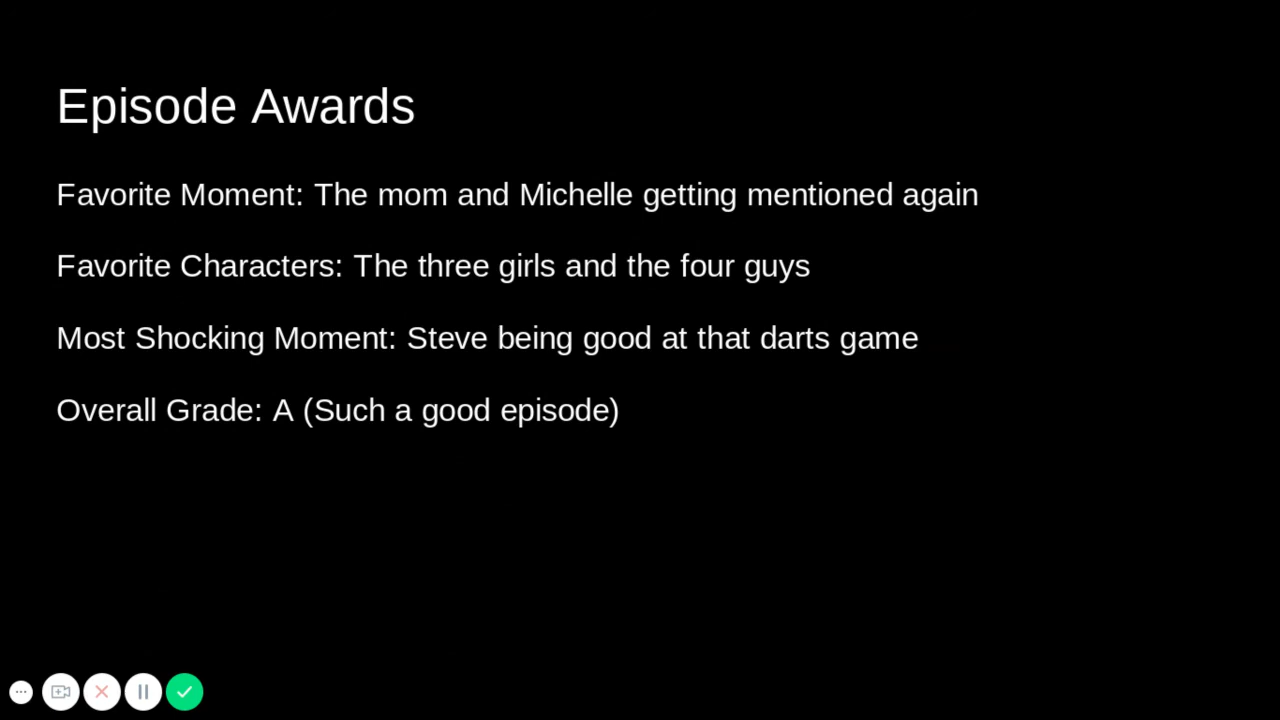 Episode Awards
Favorite Moment: The mom and Michelle getting mentioned again
Favorite Characters: The three girls and the four guys
Most Shocking Moment: Steve being good at that darts game
Overall Grade: A (Such a good episode)